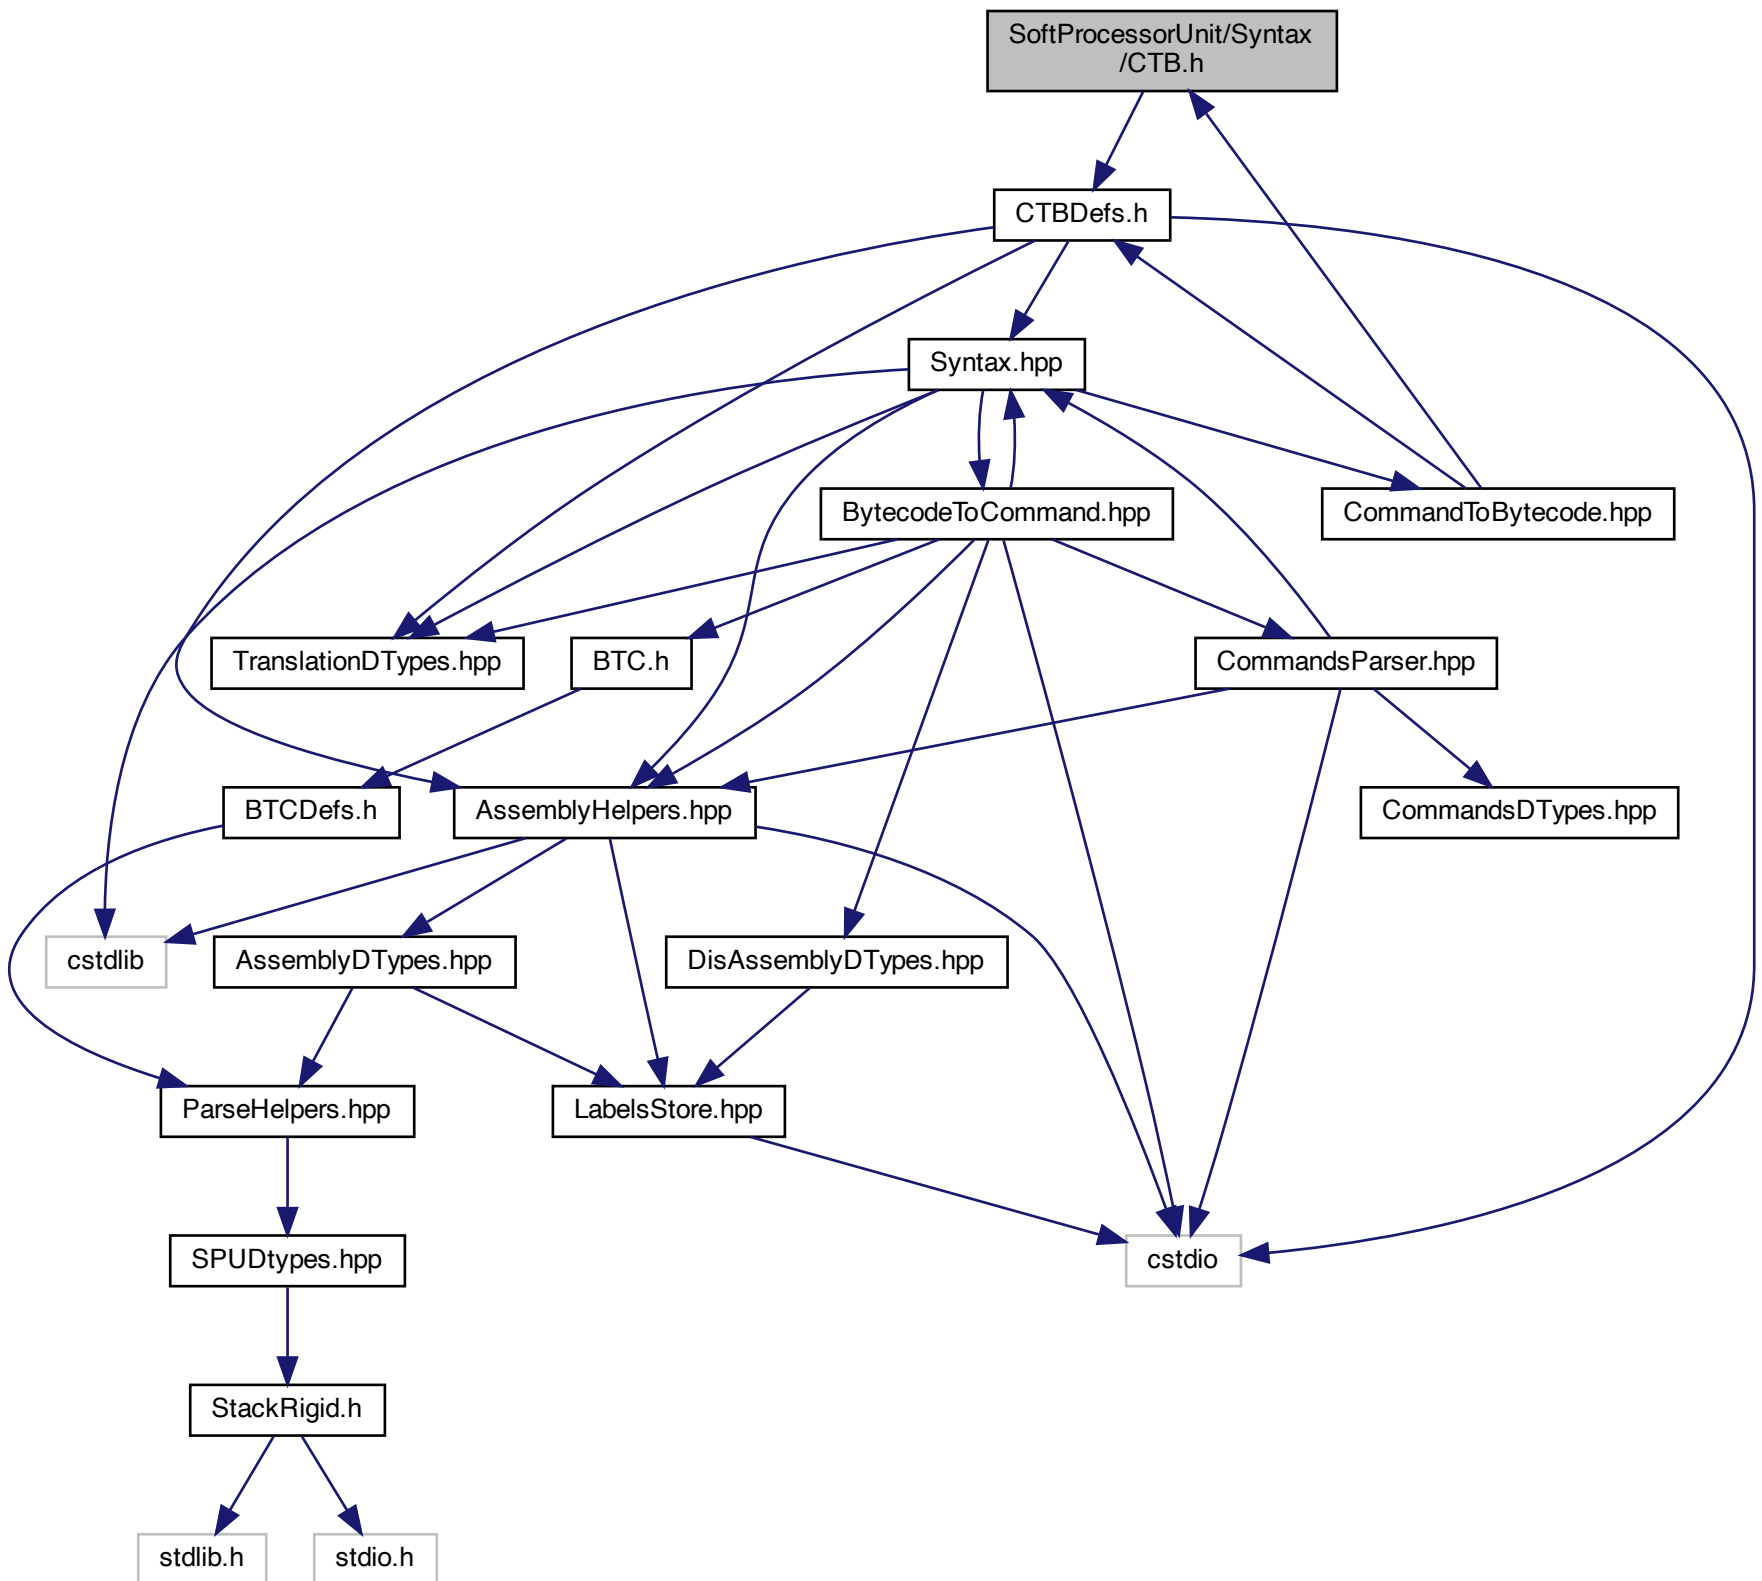 SoftProcessorUnit/Syntax
/CTB.h
CTBDefs.h
Syntax.hpp
BytecodeToCommand.hpp
CommandToBytecode.hpp
TranslationDTypes.hpp
BTC.h
CommandsParser.hpp
BTCDefs.h
AssemblyHelpers.hpp
CommandsDTypes.hpp
cstdlib
AssemblyDTypes.hpp
DisAssemblyDTypes.hpp
ParseHelpers.hpp
LabelsStore.hpp
SPUDtypes.hpp
cstdio
StackRigid.h
stdlib.h
stdio.h